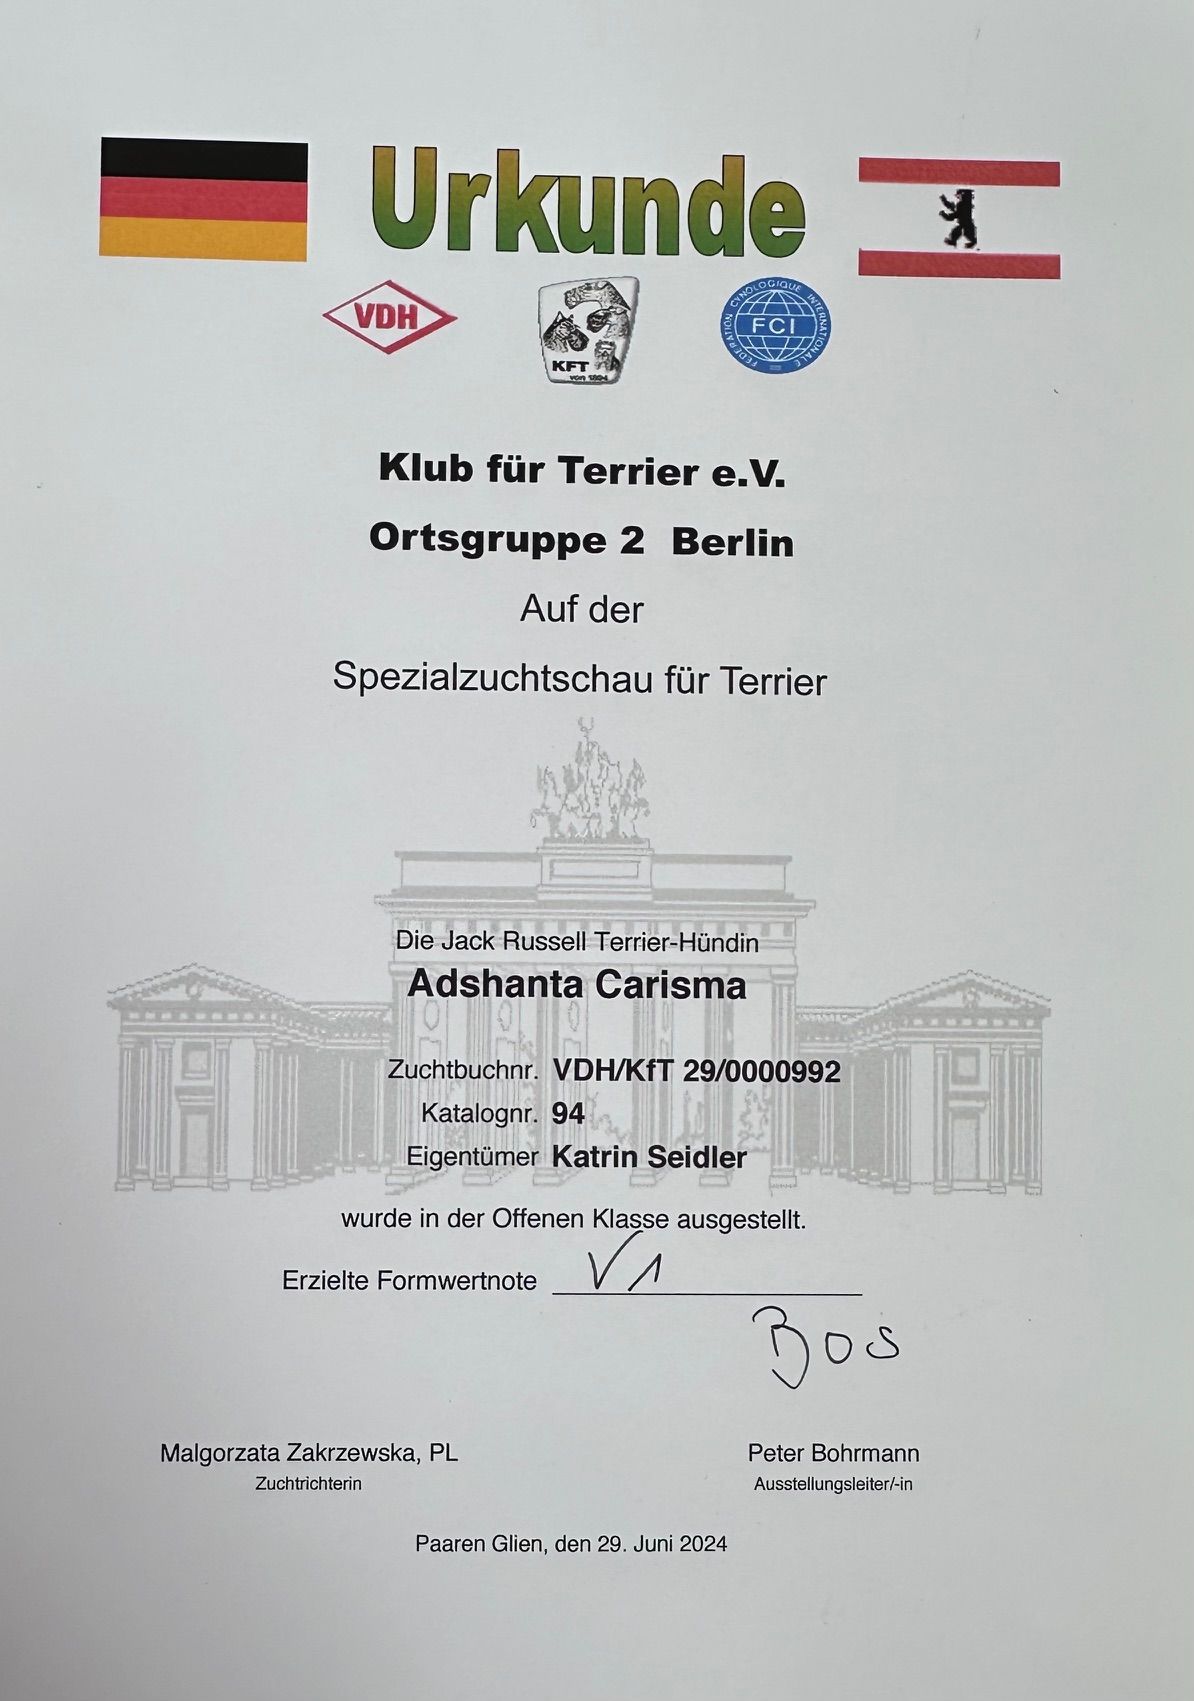 Urkunde
VDH
KFT
von 1894
FEDERATION CYNOLOGIQUE INTERNATIONALE
FCI
Klub für Terrier e.V.
Ortsgruppe 2 Berlin
Auf der
Spezialzuchtschau für Terrier
Die Jack Russell Terrier-Hündin
Adshanta Carisma
Zuchtbuchnr. VDH/KfT 29/0000992
Katalognr. 94
Eigentümer Katrin Seidler
wurde in der Offenen Klasse ausgestellt.
Erzielte Formwertnote V1
BOS
Malgorzata Zakrzewska, PL
Zuchtrichterin
Peter Bohrmann
Ausstellungsleiter/-in
Paaren Glien, den 29. Juni 2024